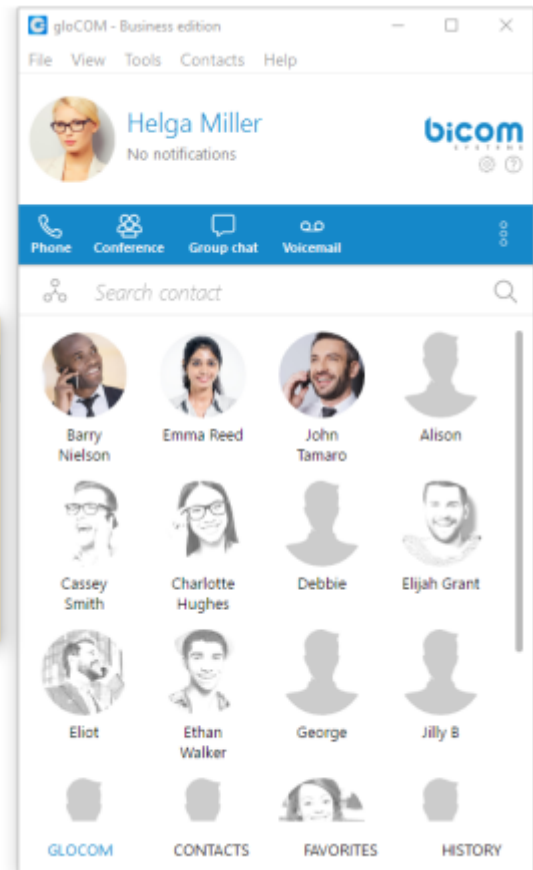 gloCOM - Business edition
File View Tools Contacts Help
Helga Miller
No notifications
bicom
SYSTEMS
Phone Conference Group chat Voicemail
Search contact
Barry Nielson
Emma Reed
John Tamaro
Alison
Cassey Smith
Charlotte Hughes
Debbie
Elijah Grant
Eliot
Ethan Walker
George
Jilly B
GLOCOM CONTACTS FAVORITES HISTORY